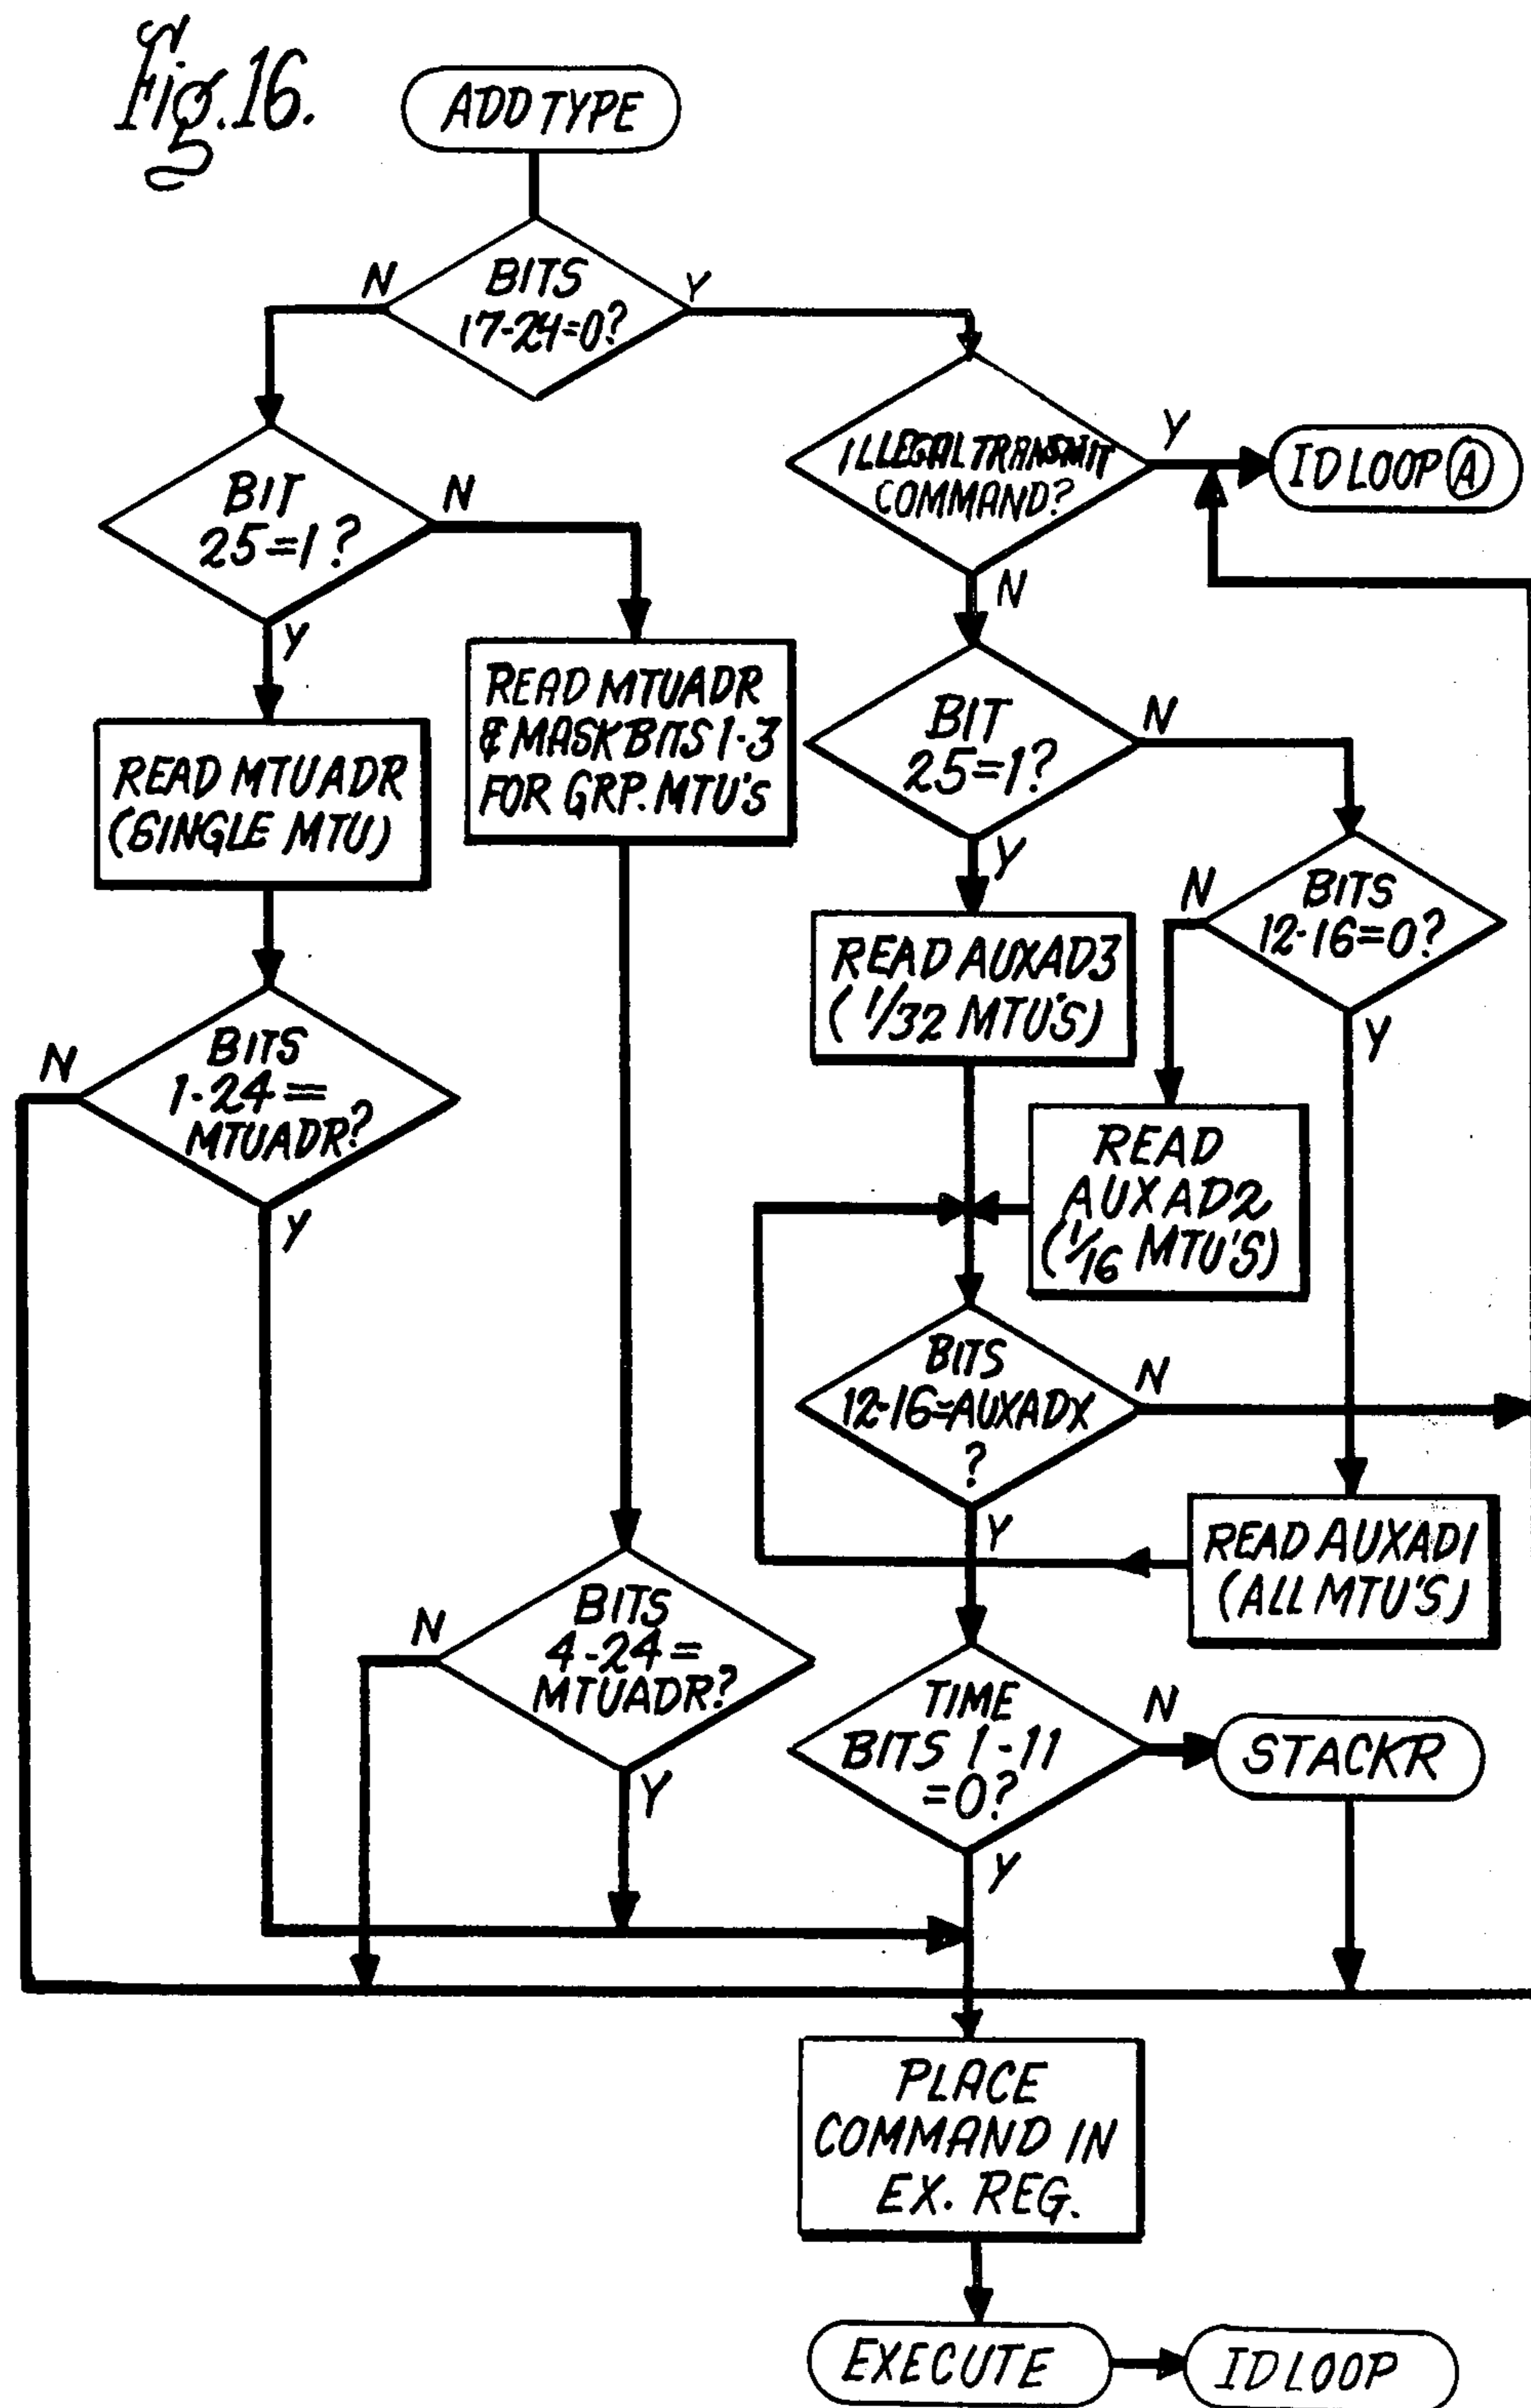 Fig. 16.
ADD TYPE
BITS
17-24=0?
N
Y
BIT
25=1?
N
Y
ILLEGAL TRANSMIT
COMMAND?
Y
N
ID LOOP A
READ MTUADR
(SINGLE MTU)
READ MTUADR
& MASK BITS 1-3
FOR GRP. MTU'S
BIT
25=1?
N
Y
BITS
12-16=0?
N
Y
READ AUXAD3
(1/32 MTU'S)
BITS
1-24=
MTUADR?
N
Y
READ
AUXAD2
(1/16 MTU'S)
BITS
12-16=AUXADX
?
N
Y
READ AUXAD1
(ALL MTU'S)
BITS
4-24=
MTUADR?
N
Y
TIME
BITS 1-11
=0?
N
Y
STACKR
PLACE
COMMAND IN
EX. REG.
EXECUTE
ID LOOP